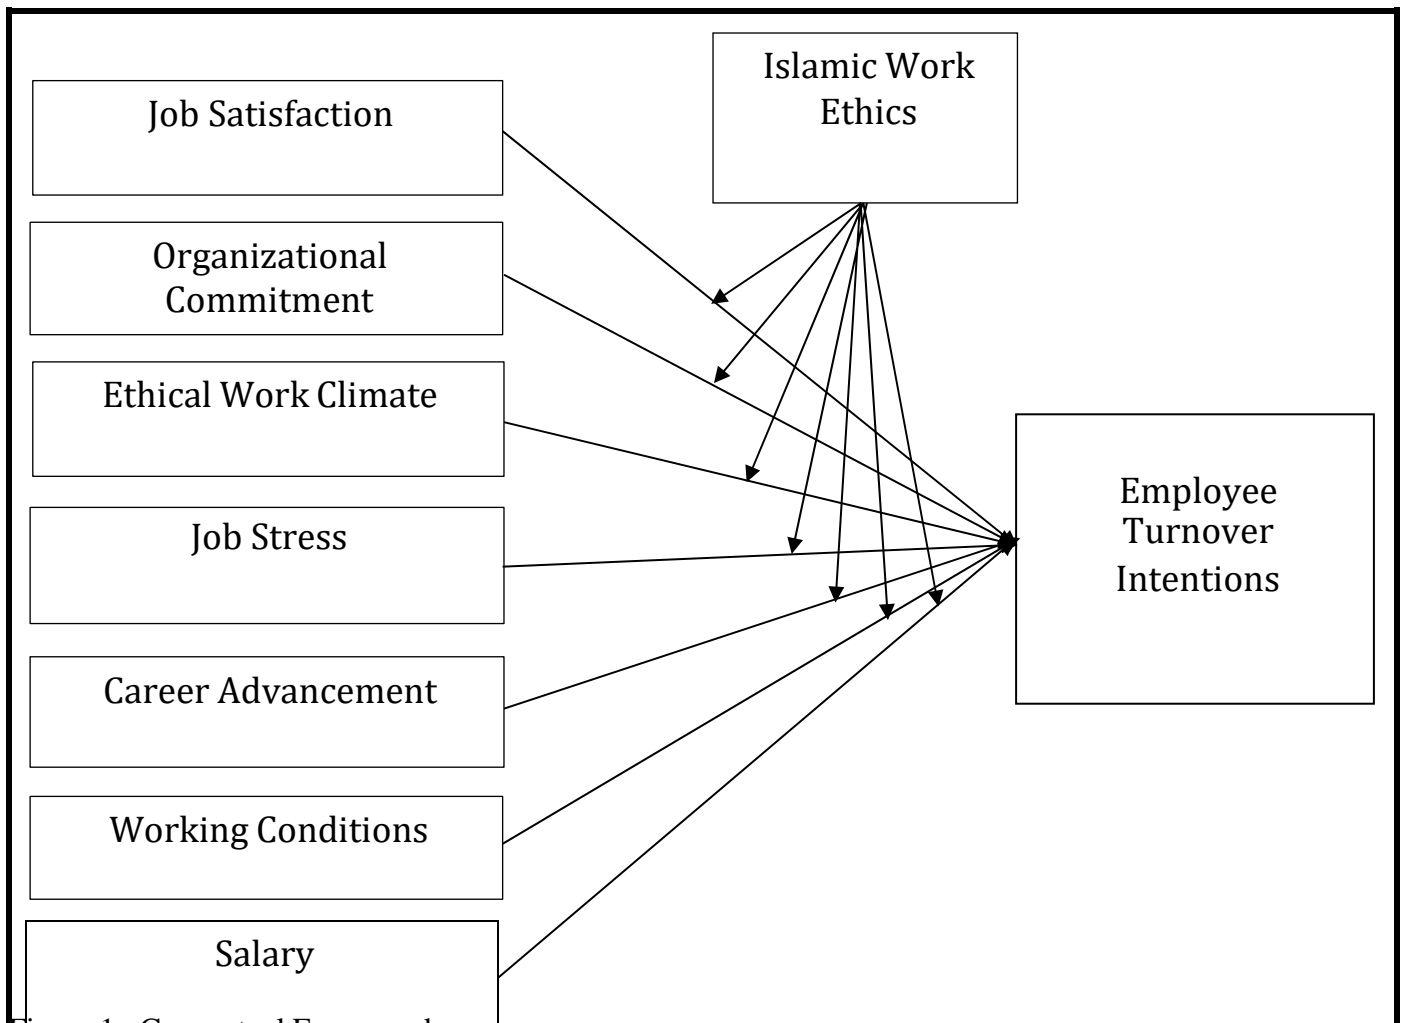 Islamic Work
Ethics
Job Satisfaction
Organizational
Commitment
Ethical Work Climate
Job Stress
Career Advancement
Working Conditions
Salary
Employee
Turnover
Intentions